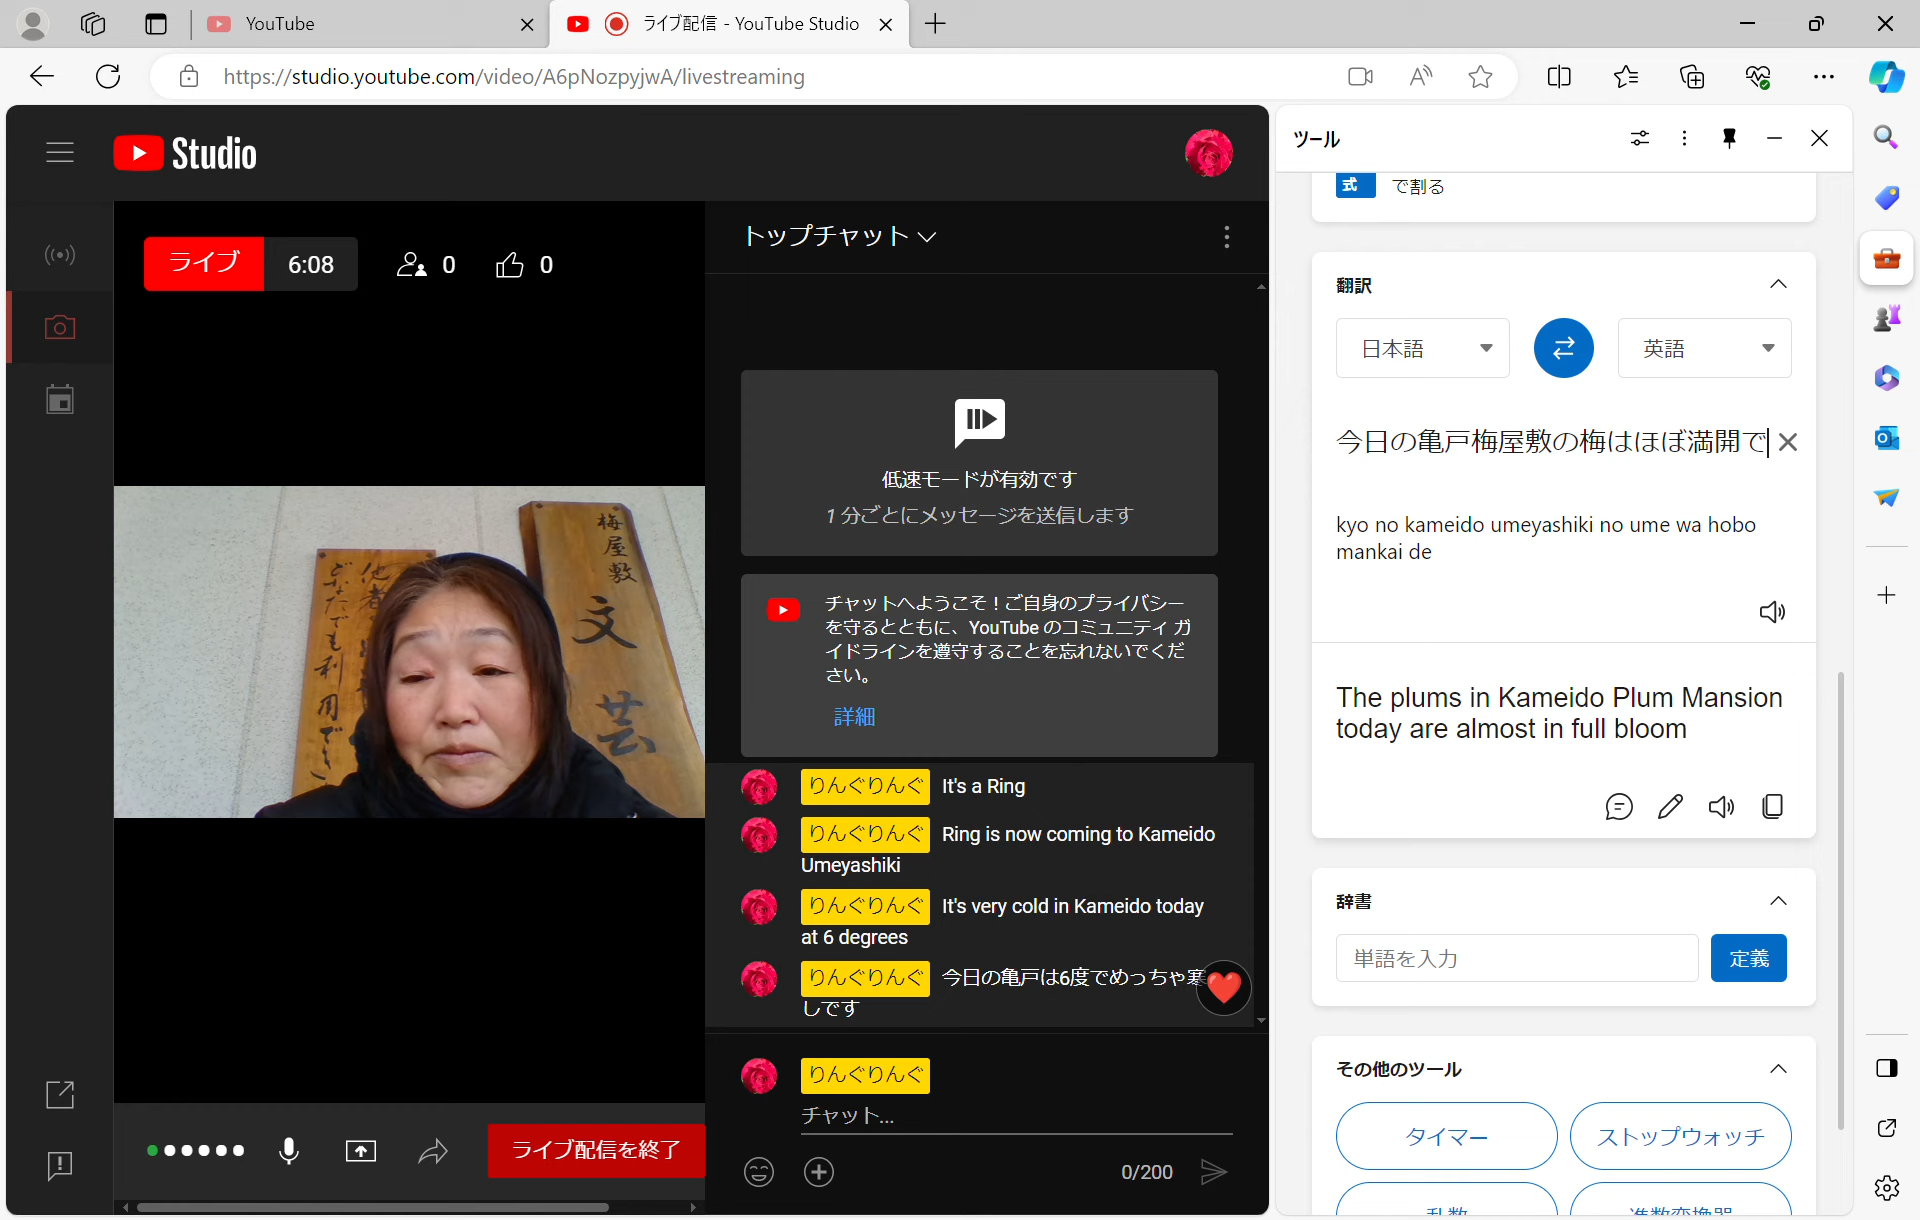 YouTube
ライブ配信 - YouTube Studio
https://studio.youtube.com/video/A6pNozpyjwA/livestreaming
Studio
ライブ
6:08
0
0
梅屋敷
文芸
利用でき
トップチャット
低速モードが有効です
1 分ごとにメッセージを送信します
チャットへようこそ！ご自身のプライバシー
を守るとともに、YouTube のコミュニティ ガ
イドラインを遵守することを忘れないでくだ
さい。
詳細
りんぐりんぐ It's a Ring
りんぐりんぐ Ring is now coming to Kameido
Umeyashiki
りんぐりんぐ It's very cold in Kameido today
at 6 degrees
りんぐりんぐ 今日の亀戸は6度でめっちゃ寒
しです
りんぐりんぐ
チャット...
0/200
ライブ配信を終了
ツール
式 で割る
翻訳
日本語
英語
今日の亀戸梅屋敷の梅はほぼ満開で
kyo no kameido umeyashiki no ume wa hobo
mankai de
The plums in Kameido Plum Mansion
today are almost in full bloom
辞書
単語を入力
定義
その他のツール
タイマー
ストップウォッチ